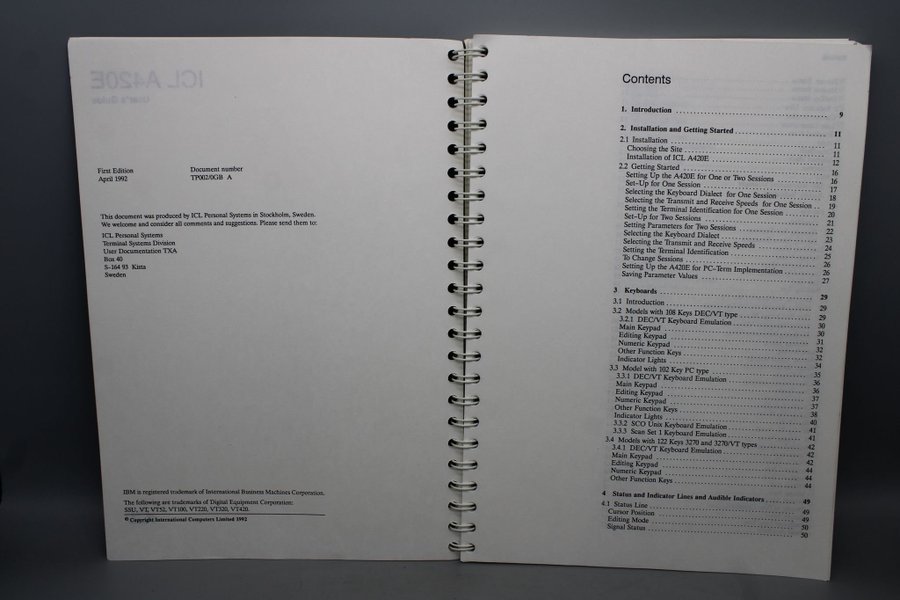 First Edition
April 1992
Document number
TP002/0GB A
This document was produced by ICL Personal Systems in Stockholm, Sweden.
We welcome and consider all comments and suggestions. Please send them to:
ICL Personal Systems
Terminal Systems Division
User Documentation TXA
Box 40
S-164 93 Kista
Sweden
IBM is registered trademark of International Business Machines Corporation.
The following are trademarks of Digital Equipment Corporation:
SSU, VT, VT52, VT100, VT220, VT320, VT420.
© Copyright International Computers Limited 1992
Contents
1. Introduction 9
2. Installation and Getting Started 11
2.1 Installation 11
Choosing the Site 11
Installation of ICL A420E 12
2.2 Getting Started 16
Setting Up the A420E for One or Two Sessions 16
Set-Up for One Session 17
Selecting the Keyboard Dialect for One Session 18
Selecting the Transmit and Receive Speeds for One Session 19
Setting the Terminal Identification for One Session 20
Set-Up for Two Sessions 21
Setting Parameters for Two Sessions 22
Selecting the Keyboard Dialect 23
Selecting the Transmit and Receive Speeds 24
Setting the Terminal Identification 25
To Change Sessions 26
Setting Up the A420E for PC-Term Implementation 26
Saving Parameter Values 27
3 Keyboards 29
3.1 Introduction 29
3.2 Models with 108 Keys DEC/VT type 29
3.2.1 DEC/VT Keyboard Emulation 30
Main Keypad 30
Editing Keypad 31
Numeric Keypad 32
Other Function Keys 32
Indicator Lights 34
3.3 Model with 102 Key PC type 35
3.3.1 DEC/VT Keyboard Emulation 36
Main Keypad 36
Editing Keypad 37
Numeric Keypad 37
Other Function Keys 38
Indicator Lights 40
3.3.2 SCO Unix Keyboard Emulation 41
3.3.3 Scan Set 1 Keyboard Emulation 41
3.4 Models with 122 Keys 3270 and 3270/VT types 42
3.4.1 DEC/VT Keyboard Emulation 42
Main Keypad 42
Editing Keypad 44
Numeric Keypad 44
Other Function Keys 44
4 Status and Indicator Lines and Audible Indicators 49
4.1 Status Line 49
Cursor Position 49
Editing Mode 50
Signal Status 50